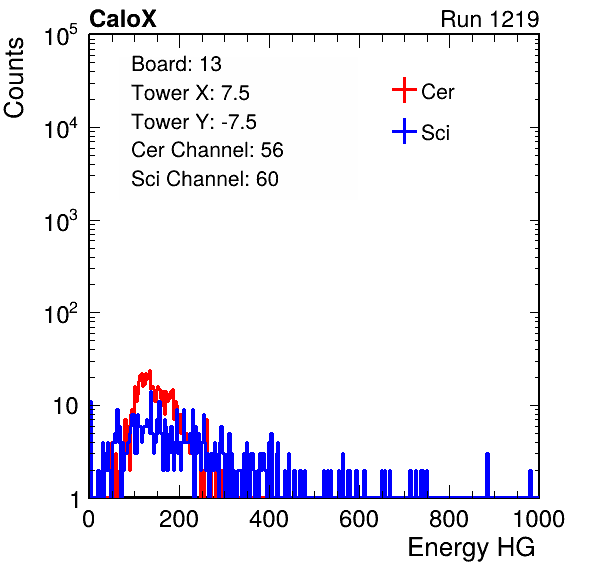 CaloX Run 1219
Counts
10^5
10^4
10^3
10^2
10
1
Board: 13
Tower X: 7.5
Tower Y: -7.5
Cer Channel: 56
Sci Channel: 60
Cer
Sci
0 200 400 600 800 1000
Energy HG